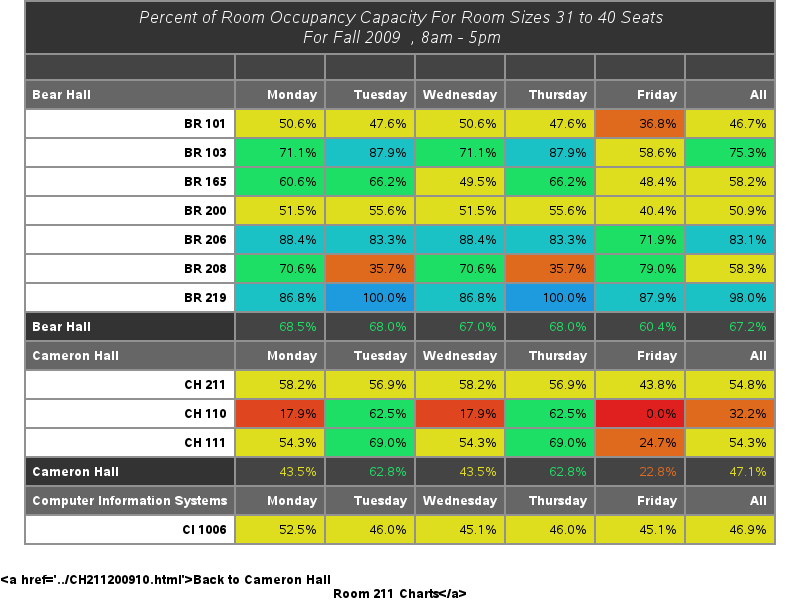 Percent of Room Occupancy Capacity For Room Sizes 31 to 40 Seats
For Fall 2009 , 8am - 5pm
Bear Hall Monday Tuesday Wednesday Thursday Friday All
BR 101 50.6% 47.6% 50.6% 47.6% 36.8% 46.7%
BR 103 71.1% 87.9% 71.1% 87.9% 58.6% 75.3%
BR 165 60.6% 66.2% 49.5% 66.2% 48.4% 58.2%
BR 200 51.5% 55.6% 51.5% 55.6% 40.4% 50.9%
BR 206 88.4% 83.3% 88.4% 83.3% 71.9% 83.1%
BR 208 70.6% 35.7% 70.6% 35.7% 79.0% 58.3%
BR 219 86.8% 100.0% 86.8% 100.0% 87.9% 98.0%
Bear Hall 68.5% 68.0% 67.0% 68.0% 60.4% 67.2%
Cameron Hall Monday Tuesday Wednesday Thursday Friday All
CH 211 58.2% 56.9% 58.2% 56.9% 43.8% 54.8%
CH 110 17.9% 62.5% 17.9% 62.5% 0.0% 32.2%
CH 111 54.3% 69.0% 54.3% 69.0% 24.7% 54.3%
Cameron Hall 43.5% 62.8% 43.5% 62.8% 22.8% 47.1%
Computer Information Systems Monday Tuesday Wednesday Thursday Friday All
CI 1006 52.5% 46.0% 45.1% 46.0% 45.1% 46.9%
<a href='../CH211200910.html'>Back to Cameron Hall
Room 211 Charts</a>